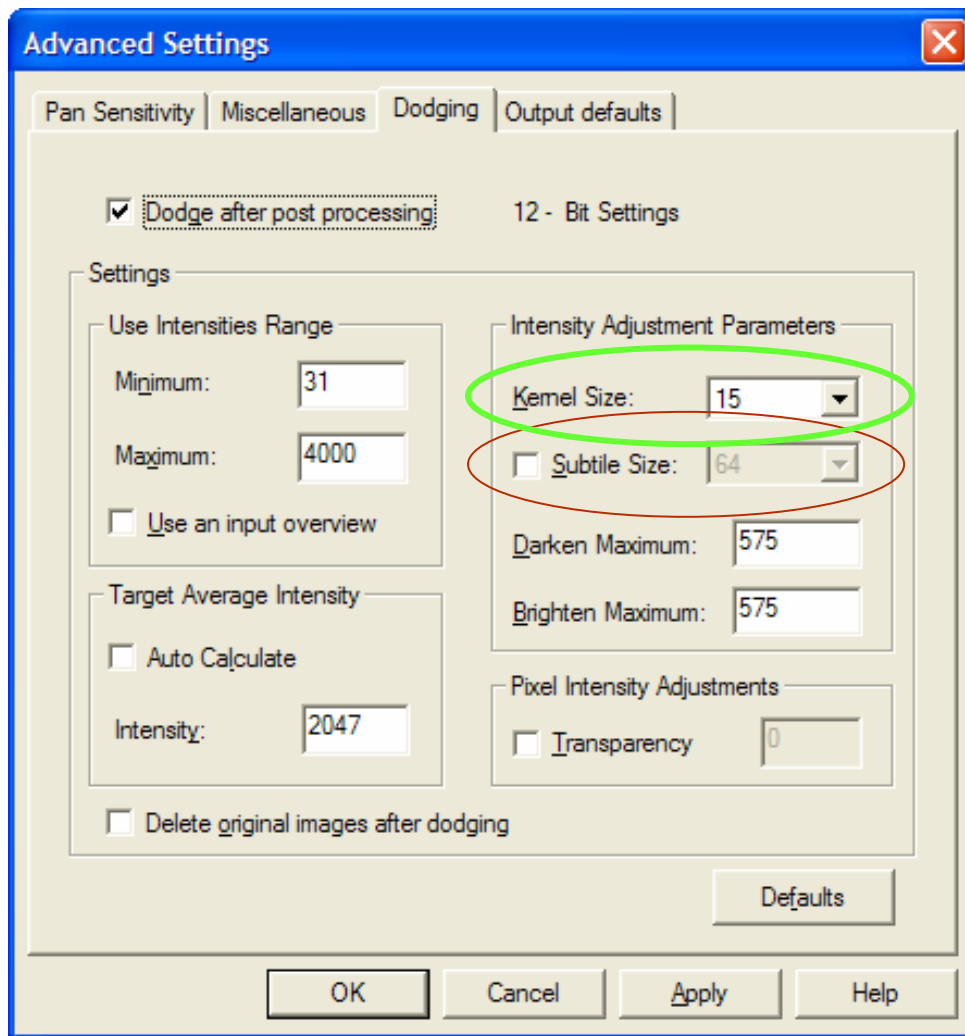 Advanced Settings
Pan Sensitivity Miscellaneous Dodging Output defaults
Dodge after post processing 12 - Bit Settings
Settings
Use Intensities Range
Minimum: 31
Maximum: 4000
Use an input overview
Target Average Intensity
Auto Calculate
Intensity: 2047
Intensity Adjustment Parameters
Kernel Size: 15
Subtile Size: 64
Darken Maximum: 575
Brighten Maximum: 575
Pixel Intensity Adjustments
Transparency 0
Delete original images after dodging
Defaults
OK Cancel Apply Help